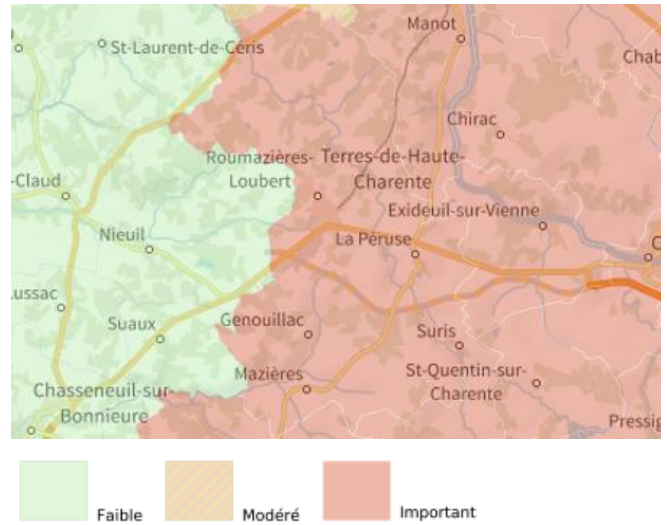 Manot
St-Laurent-de-Céris
Chirac
Roumazières-
Loubert
Terres-de-Haute-
Charente
-Claud
Exideuil-sur-Vienne
Nieuil
La Péruse
Genouillac
Suaux
Suris
Mazières
St-Quentin-sur-
Charente
Chasseneuil-sur-
Bonnieure
Faible
Modéré
Important